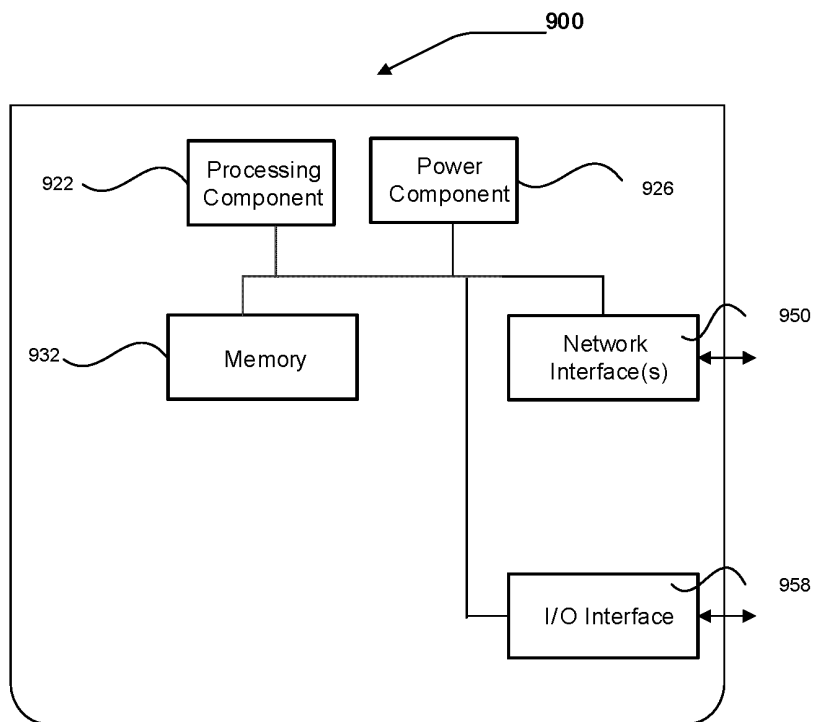 900
Processing
Component
Power
Component
922
926
Memory
932
Network
Interface(s)
950
I/O Interface
958